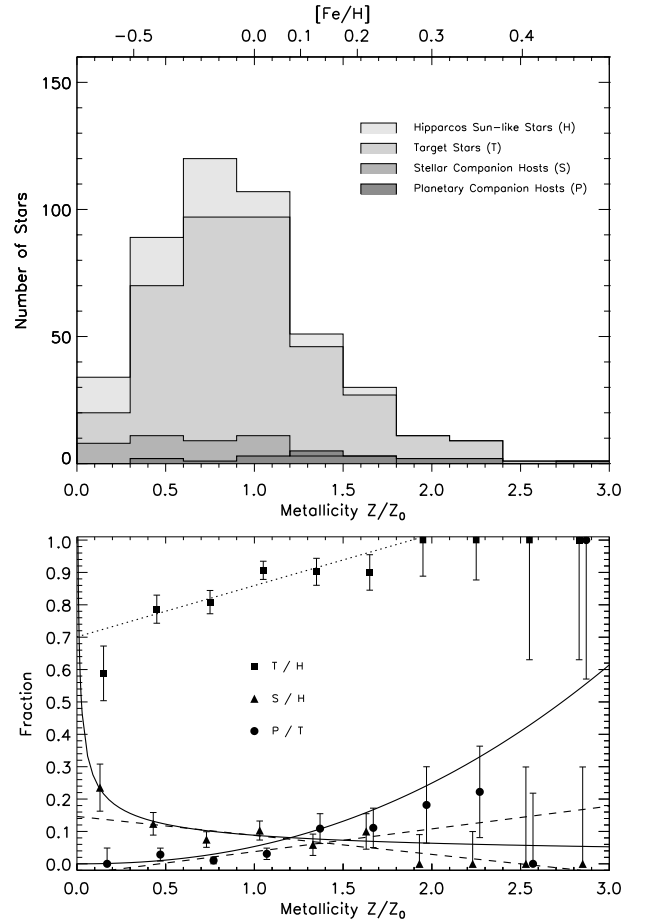 [Fe/H]
−0.5 0.0 0.1 0.2 0.3 0.4
150
100
50
0
Number of Stars
Hipparcos Sun−like Stars (H)
Target Stars (T)
Stellar Companion Hosts (S)
Planetary Companion Hosts (P)
0.0 0.5 1.0 1.5 2.0 2.5 3.0
Metallicity Z/Z₀
1.0
0.9
0.8
0.7
0.6
0.5
0.4
0.3
0.2
0.1
0.0
Fraction
T / H
S / H
P / T
0.0 0.5 1.0 1.5 2.0 2.5 3.0
Metallicity Z/Z₀